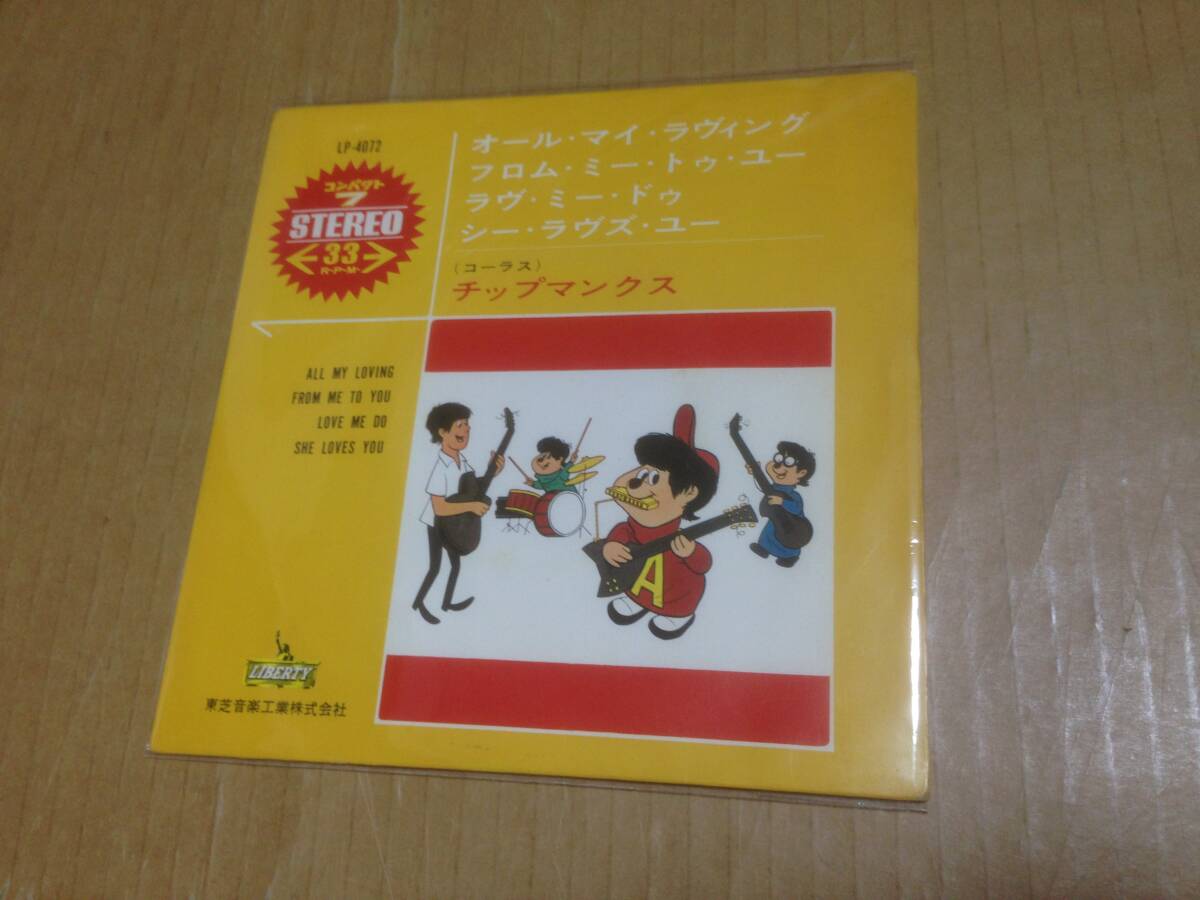 LP-4072
コンパクト
7
STEREO
33
R・P・M・
オール・マイ・ラヴィング
フロム・ミー・トゥ・ユー
ラヴ・ミー・ドゥ
シー・ラヴズ・ユー
(コーラス)
チップマンクス
ALL MY LOVING
FROM ME TO YOU
LOVE ME DO
SHE LOVES YOU
A
LIBERTY
東芝音楽工業株式会社